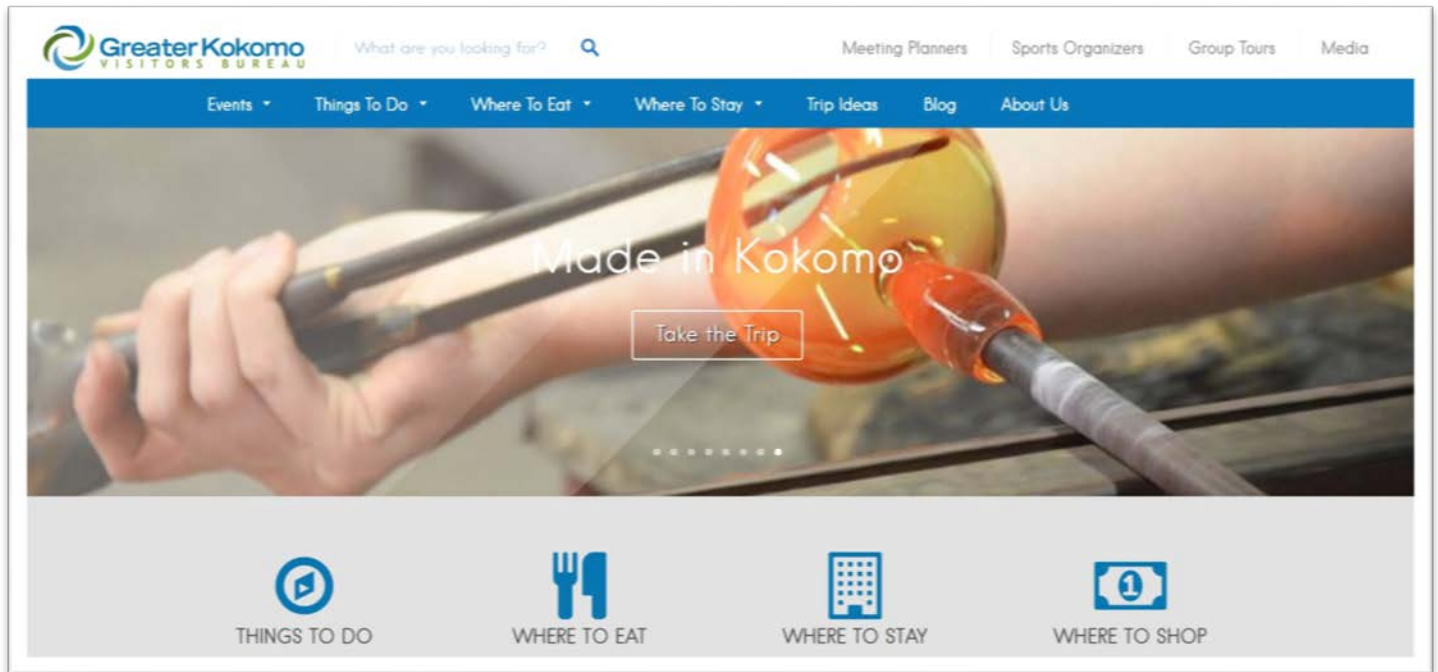 Greater Kokomo
VISITORS BUREAU
What are you looking for?
Meeting Planners
Sports Organizers
Group Tours
Media
Events
Things To Do
Where To Eat
Where To Stay
Trip Ideas
Blog
About Us
Made in Kokomo
Take the Trip
1
THINGS TO DO
WHERE TO EAT
WHERE TO STAY
WHERE TO SHOP